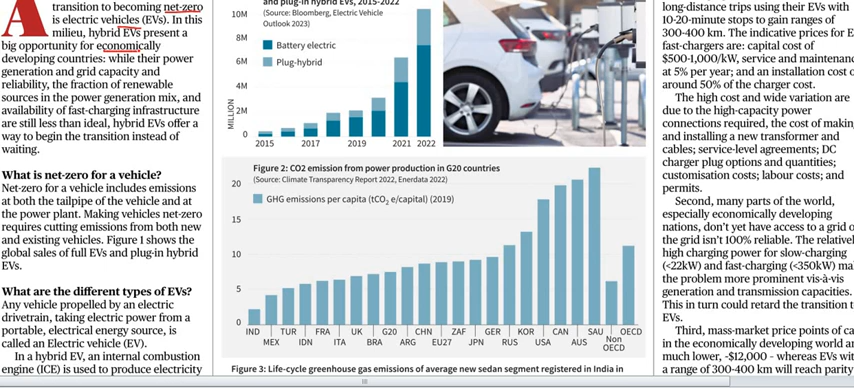 transition to becoming net-zero
is electric vehicles (EVs). In this
milieu, hybrid EVs present a
big opportunity for economically
developing countries: while their power
generation and grid capacity and
reliability, the fraction of renewable
sources in the power generation mix, and
availability of fast-charging infrastructure
are still less than ideal, hybrid EVs offer a
way to begin the transition instead of
waiting.
What is net-zero for a vehicle?
Net-zero for a vehicle includes emissions
at both the tailpipe of the vehicle and at
the power plant. Making vehicles net-zero
requires cutting emissions from both new
and existing vehicles. Figure 1 shows the
global sales of full EVs and plug-in hybrid
EVs.
What are the different types of EVs?
Any vehicle propelled by an electric
drivetrain, taking electric power from a
portable, electrical energy source, is
called an Electric vehicle (EV).
In a hybrid EV, an internal combustion
engine (ICE) is used to produce electricity
and plug-in hybrid EVs, 2015-2022
(Source: Bloomberg, Electric Vehicle
Outlook 2023)
Battery electric
Plug-hybrid
10M
8M
6M
4M
2M
0
MILLION
2015 2017 2019 2021 2022
Figure 2: CO2 emission from power production in G20 countries
(Source: Climate Transparency Report 2022, Enerdata 2022)
GHG emissions per capita (tCO2 e/capital) (2019)
20
15
10
5
0
IND TUR FRA UK G20 CHN ZAF GER KOR CAN SAU OECD
MEX IDN ITA BRA ARG EU27 JPN RUS USA AUS Non
OECD
Figure 3: Life-cycle greenhouse gas emissions of average new sedan segment registered in India in
long-distance trips using their EVs with
10-20-minute stops to gain ranges of
300-400 km. The indicative prices for E
fast-chargers are: capital cost of
$500-1,000/kW, service and maintenanc
at 5% per year; and an installation cost o
around 50% of the charger cost.
The high cost and wide variation are
due to the high-capacity power
connections required, the cost of makin
and installing a new transformer and
cables; service-level agreements; DC
charger plug options and quantities;
customisation costs; labour costs; and
permits.
Second, many parts of the world,
especially economically developing
nations, don't yet have access to a grid o
the grid isn't 100% reliable. The relativel
high charging power for slow-charging
(<22kW) and fast-charging (<350kW) ma
the problem more prominent vis-à-vis
generation and transmission capacities.
This in turn could retard the transition t
EVs.
Third, mass-market price points of ca
in the economically developing world ar
much lower, -$12,000 - whereas EVs wit
a range of 300-400 km will reach parity